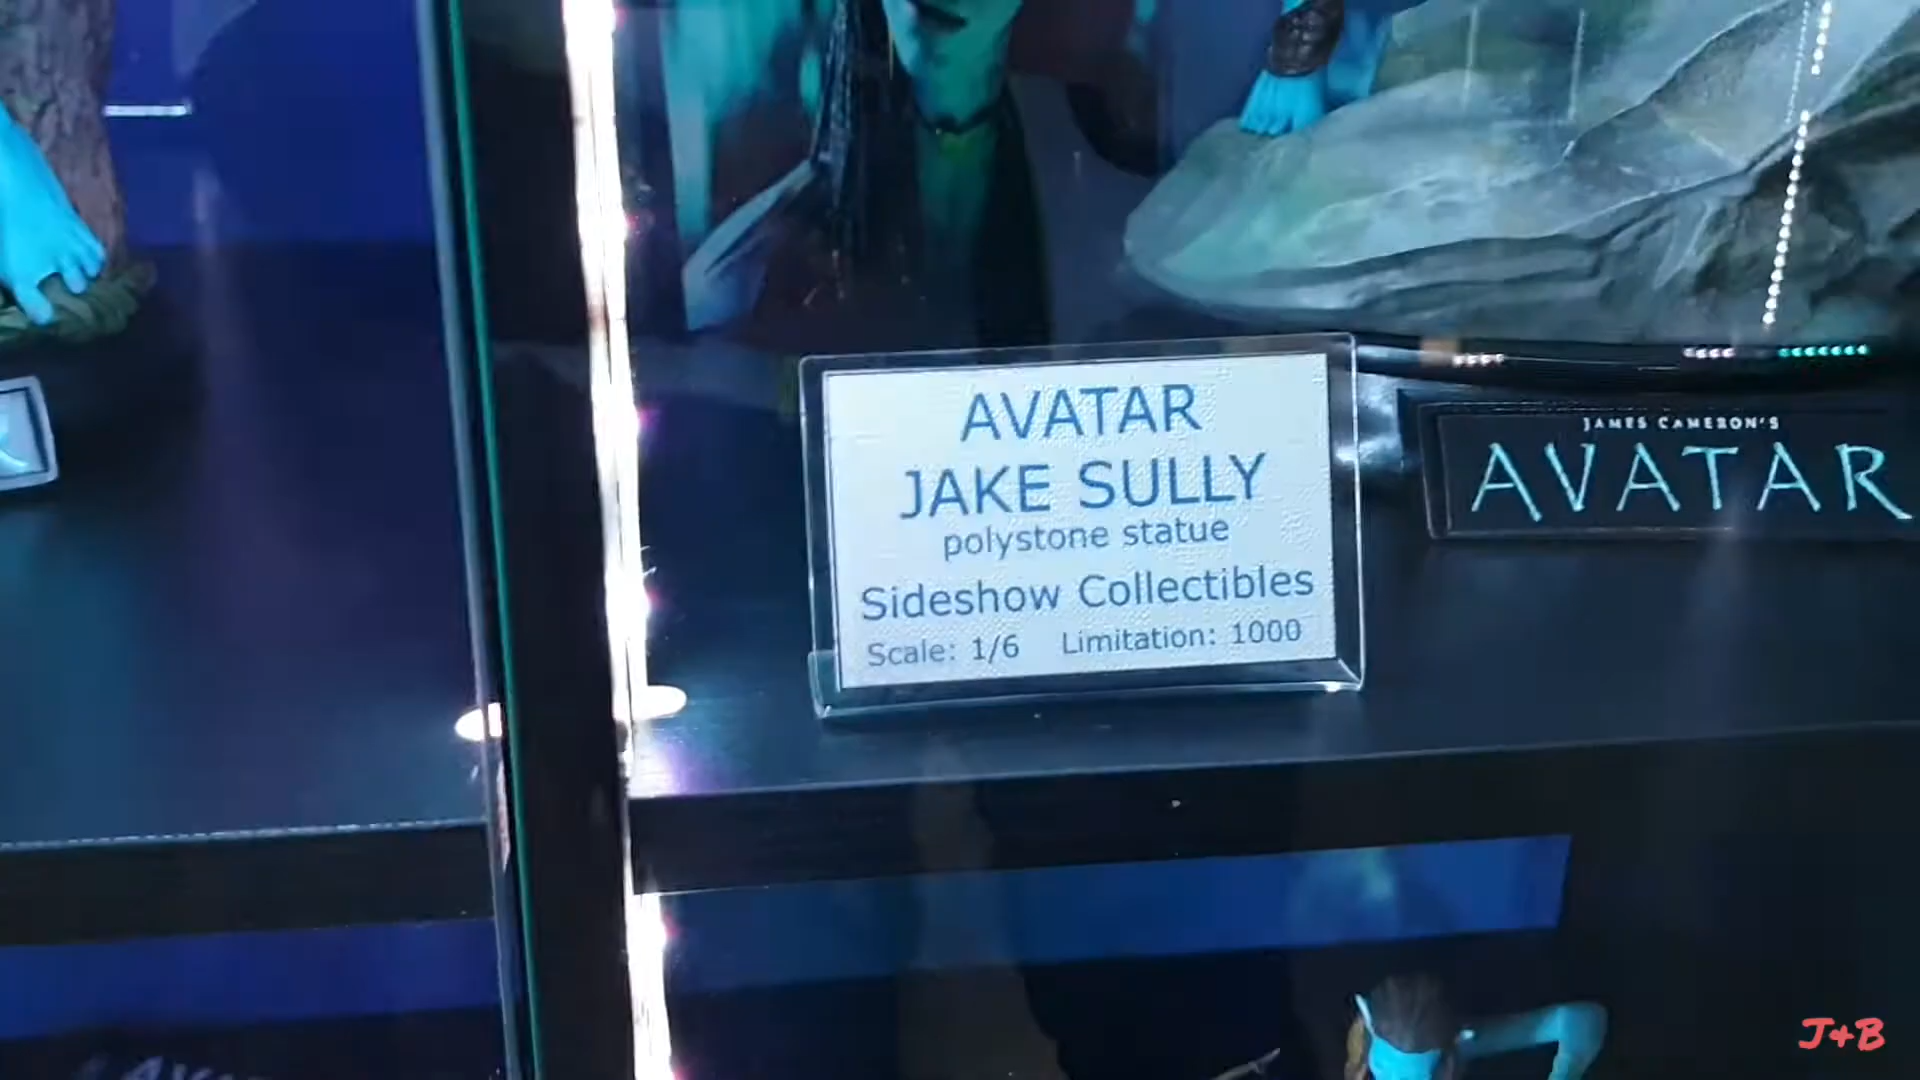 AVATAR
JAKE SULLY
polystone statue
Sideshow Collectibles
Scale: 1/6 Limitation: 1000
JAMES CAMERON'S
AVATAR
J+B